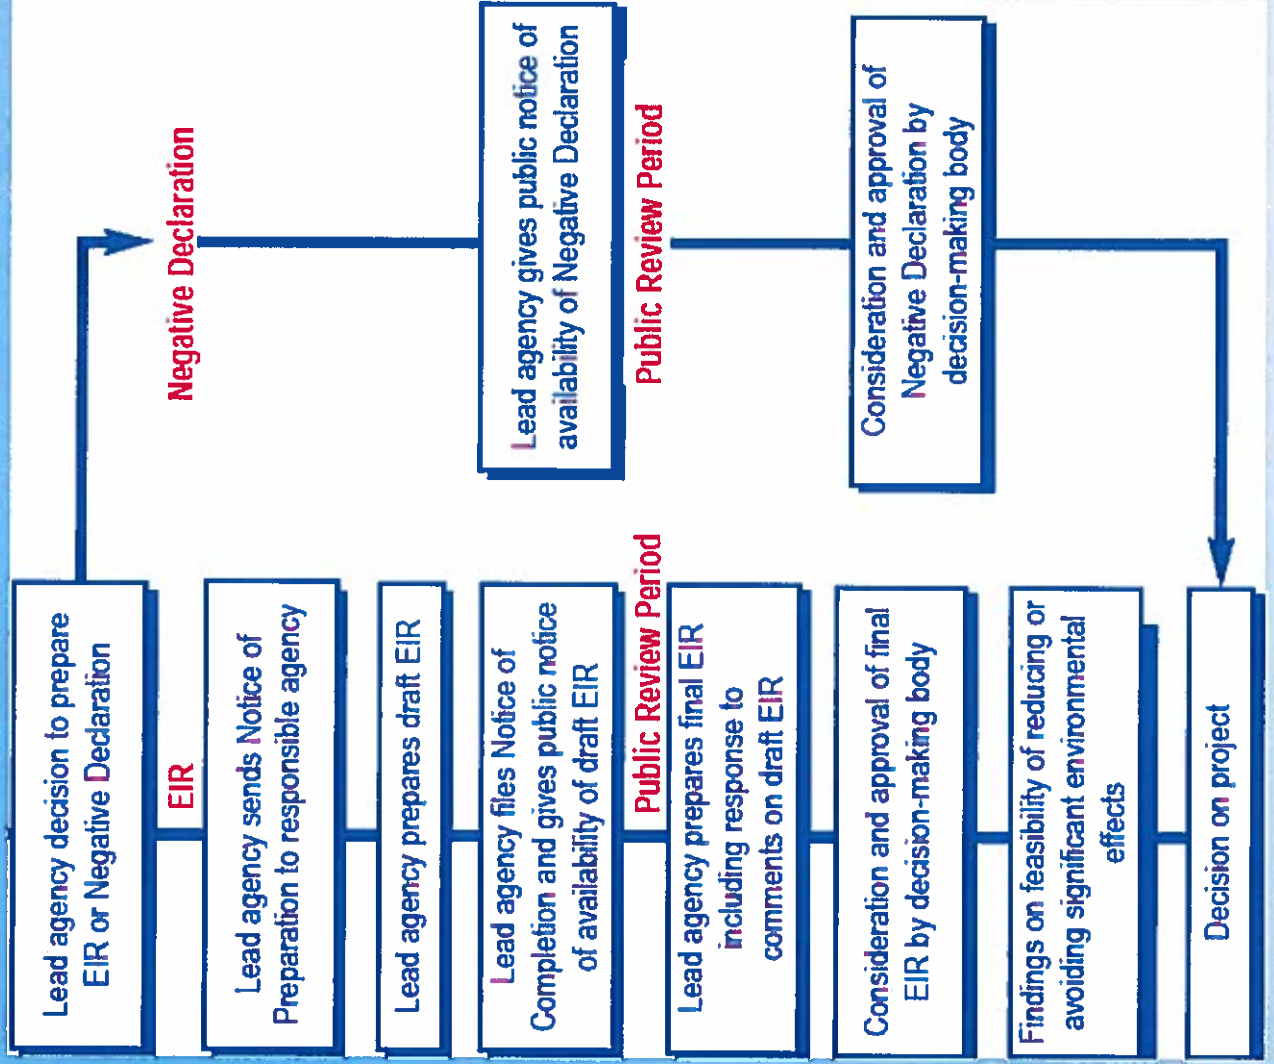 Lead agency decision to prepare
EIR or Negative Declaration
EIR
Lead agency sends Notice of
Preparation to responsible agency
Lead agency prepares draft EIR
Lead agency files Notice of
Completion and gives public notice
of availability of draft EIR
Public Review Period
Lead agency prepares final EIR
including response to
comments on draft EIR
Consideration and approval of final
EIR by decision-making body
Findings on feasibility of reducing or
avoiding significant environmental
effects
Decision on project
Negative Declaration
Lead agency gives public notice of
availability of Negative Declaration
Public Review Period
Consideration and approval of
Negative Declaration by
decision-making body